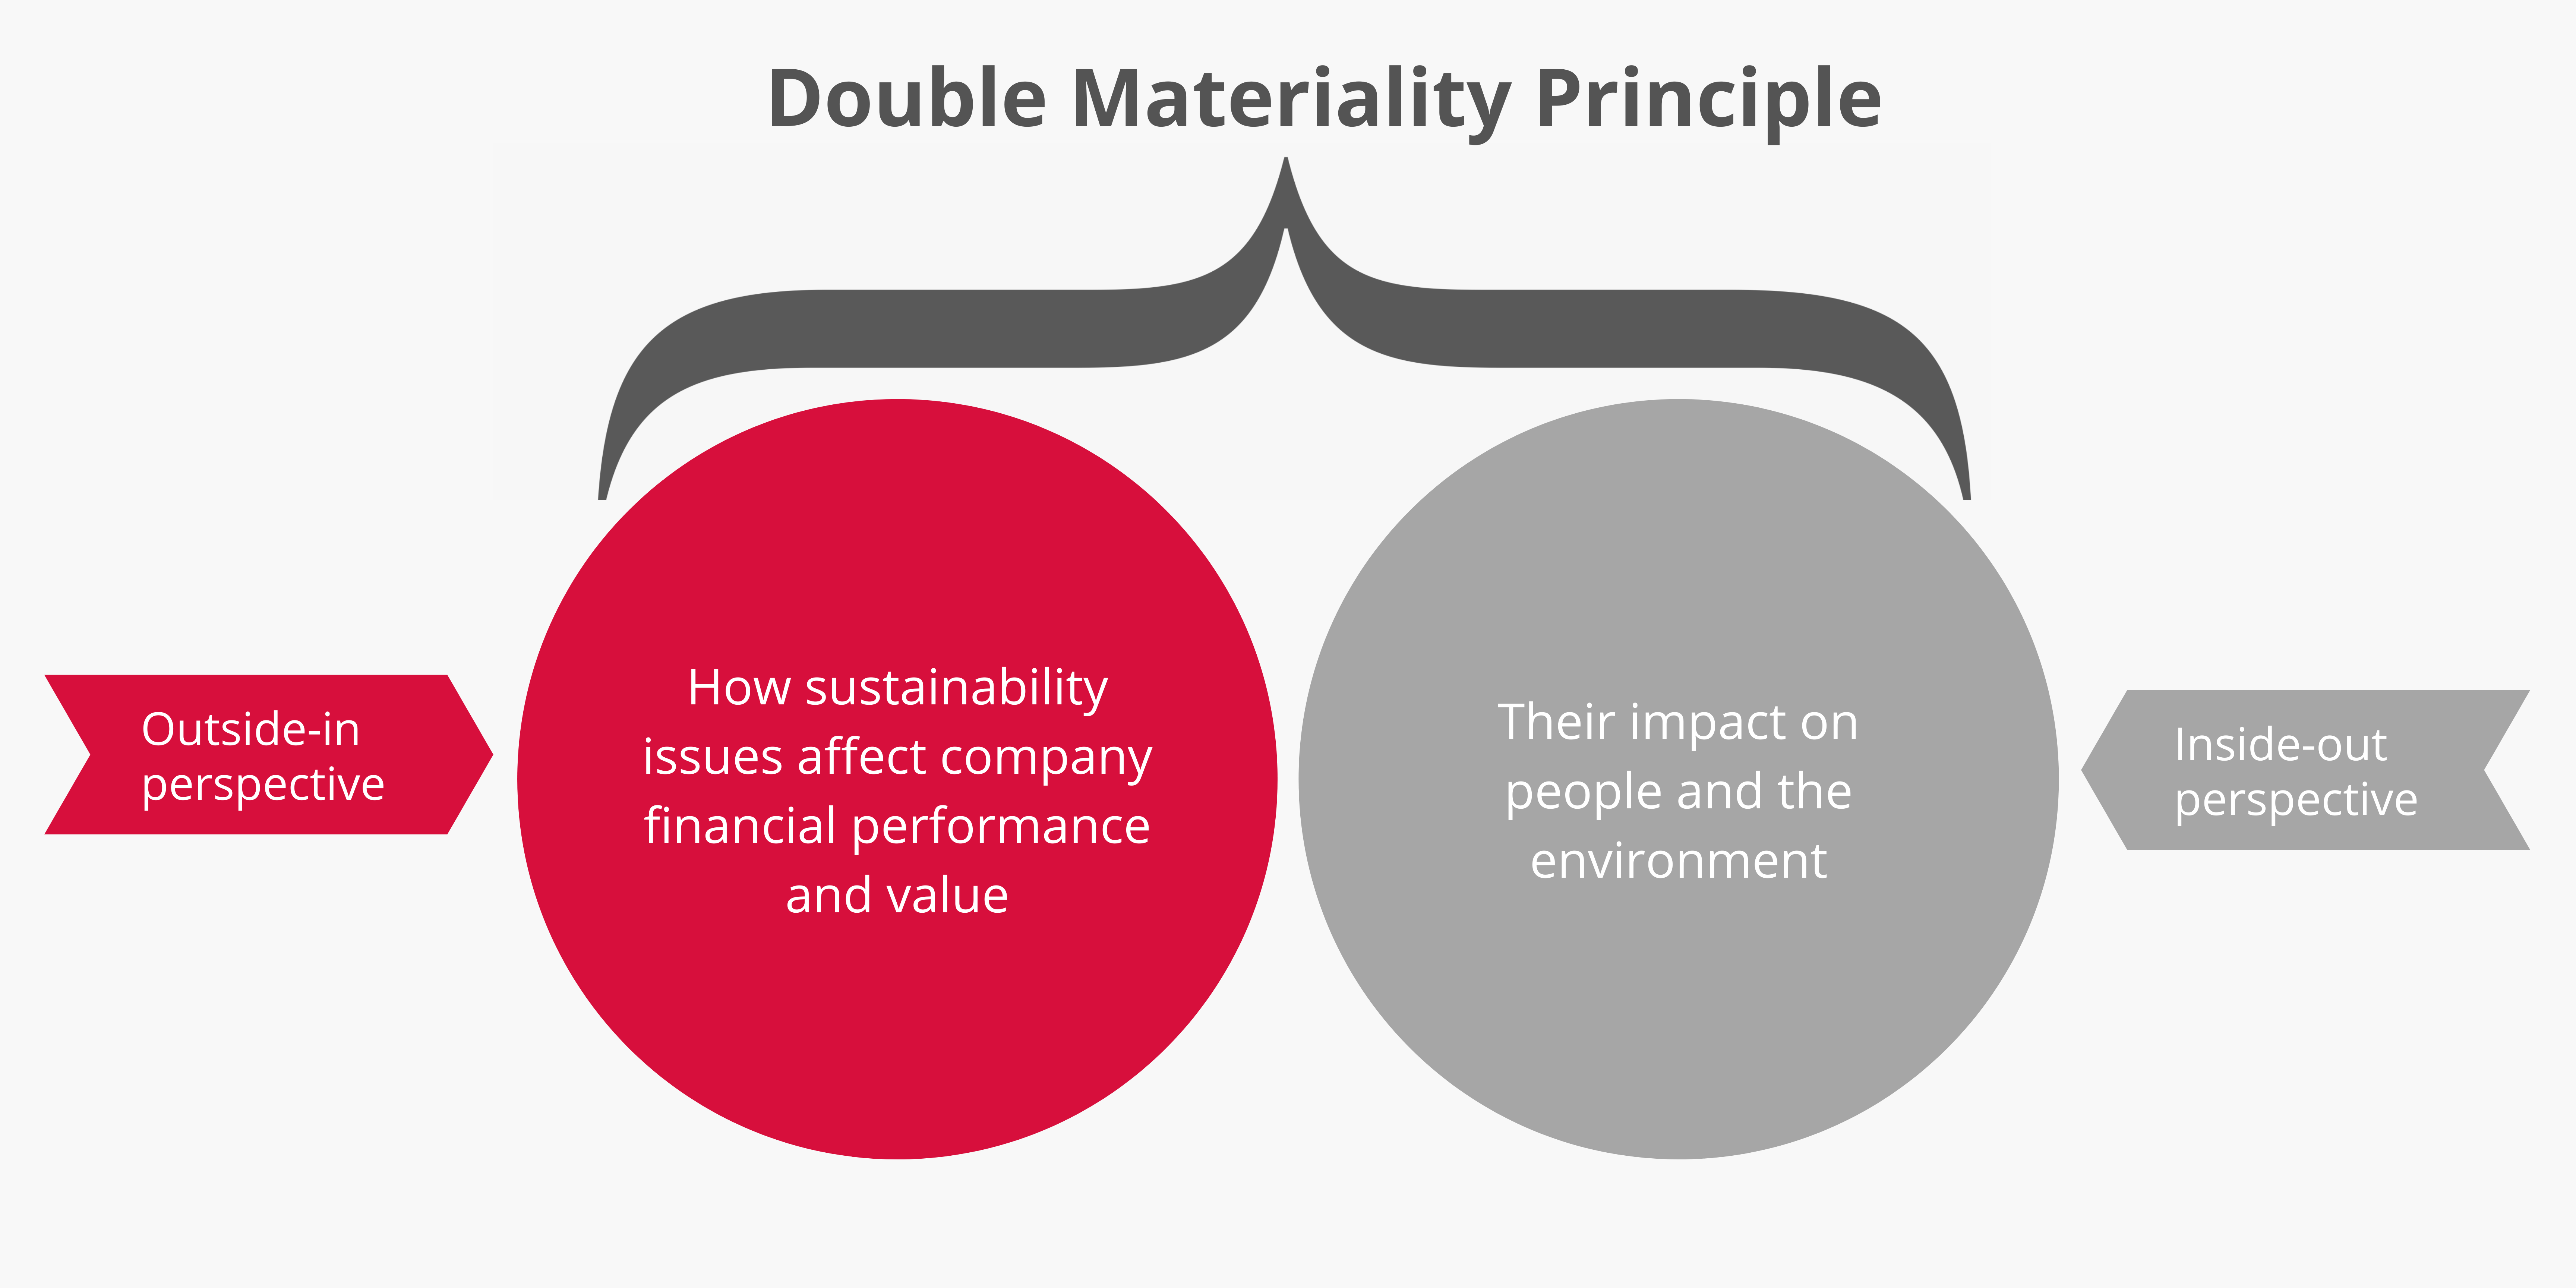 Double Materiality Principle
Outside-in
perspective
How sustainability
issues affect company
financial performance
and value
Their impact on
people and the
environment
Inside-out
perspective